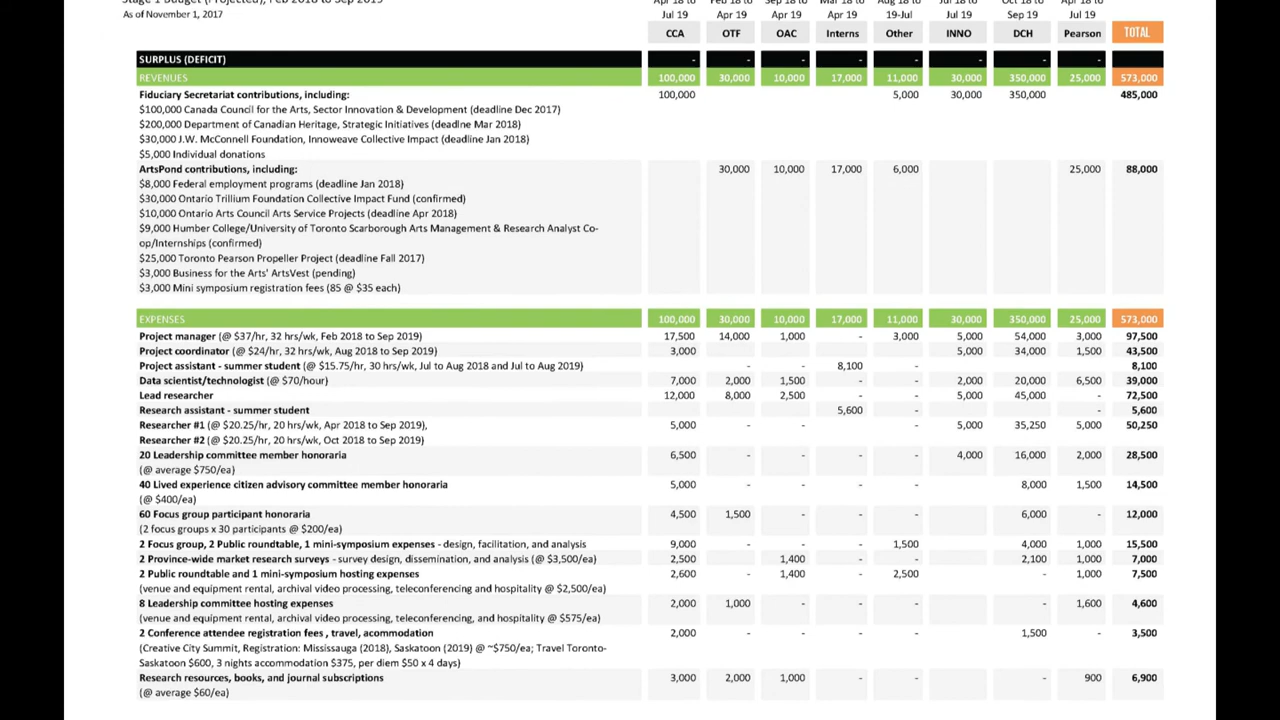 Stage 1 Budget (Projected), Feb 2018 to Sep 2019
As of November 1, 2017
Apr 18 to Feb 18 to Sep 18 to Mar 18 to Aug 18 to Jul 18 to Oct 18 to Apr 18 to
Jul 19 Apr 19 Apr 19 Apr 19 19-Jul Jul 19 Sep 19 Jul 19
CCA OTF OAC Interns Other INNO DCH Pearson TOTAL
SURPLUS (DEFICIT) - - - - - - - - -
REVENUES 100,000 30,000 10,000 17,000 11,000 30,000 350,000 25,000 573,000
Fiduciary Secretariat contributions, including: 100,000 5,000 30,000 350,000 485,000
$100,000 Canada Council for the Arts, Sector Innovation & Development (deadline Dec 2017)
$200,000 Department of Canadian Heritage, Strategic Initiatives (deadlne Mar 2018)
$30,000 J.W. McConnell Foundation, Innoweave Collective Impact (deadline Jan 2018)
$5,000 Individual donations
ArtsPond contributions, including: 30,000 10,000 17,000 6,000 25,000 88,000
$8,000 Federal employment programs (deadline Jan 2018)
$30,000 Ontario Trillium Foundation Collective Impact Fund (confirmed)
$10,000 Ontario Arts Council Arts Service Projects (deadline Apr 2018)
$9,000 Humber College/University of Toronto Scarborough Arts Management & Research Analyst Co-
op/Internships (confirmed)
$25,000 Toronto Pearson Propeller Project (deadline Fall 2017)
$3,000 Business for the Arts' ArtsVest (pending)
$3,000 Mini symposium registration fees (85 @ $35 each)
EXPENSES 100,000 30,000 10,000 17,000 11,000 30,000 350,000 25,000 573,000
Project manager (@ $37/hr, 32 hrs/wk, Feb 2018 to Sep 2019) 17,500 14,000 1,000 - 3,000 5,000 54,000 3,000 97,500
Project coordinator (@ $24/hr, 32 hrs/wk, Aug 2018 to Sep 2019) 3,000 5,000 34,000 1,500 43,500
Project assistant - summer student (@ $15.75/hr, 30 hrs/wk, Jul to Aug 2018 and Jul to Aug 2019) - - 8,100 - - 8,100
Data scientist/technologist (@ $70/hour) 7,000 2,000 1,500 - - 2,000 20,000 6,500 39,000
Lead researcher 12,000 8,000 2,500 - - 5,000 45,000 - 72,500
Research assistant - summer student - - 5,600 - - 5,600
Researcher #1 (@ $20.25/hr, 20 hrs/wk, Apr 2018 to Sep 2019), 5,000 - - - - 5,000 35,250 5,000 50,250
Researcher #2 (@ $20.25/hr, 20 hrs/wk, Oct 2018 to Sep 2019)
20 Leadership committee member honoraria 6,500 - - - - 4,000 16,000 2,000 28,500
(@ average $750/ea)
40 Lived experience citizen advisory committee member honoraria 5,000 - - - - 8,000 1,500 14,500
(@ $400/ea)
60 Focus group participant honoraria 4,500 1,500 - - - 6,000 - 12,000
(2 focus groups x 30 participants @ $200/ea)
2 Focus group, 2 Public roundtable, 1 mini-symposium expenses - design, facilitation, and analysis 9,000 - - - 1,500 4,000 1,000 15,500
2 Province-wide market research surveys - survey design, dissemination, and analysis (@ $3,500/ea) 2,500 - 1,400 - - 2,100 1,000 7,000
2 Public roundtable and 1 mini-symposium hosting expenses 2,600 - 1,400 - 2,500 - 1,000 7,500
(venue and equipment rental, archival video processing, teleconferencing and hospitality @ $2,500/ea)
8 Leadership committee hosting expenses 2,000 1,000 - - - - 1,600 4,600
(venue and equipment rental, archival video processing, teleconferencing, and hospitality @ $575/ea)
2 Conference attendee registration fees , travel, acommodation 2,000 - - - - 1,500 - 3,500
(Creative City Summit, Registration: Mississauga (2018), Saskatoon (2019) @ ~$750/ea; Travel Toronto-
Saskatoon $600, 3 nights accommodation $375, per diem $50 x 4 days)
Research resources, books, and journal subscriptions 3,000 2,000 1,000 - - - 900 6,900
(@ average $60/ea)